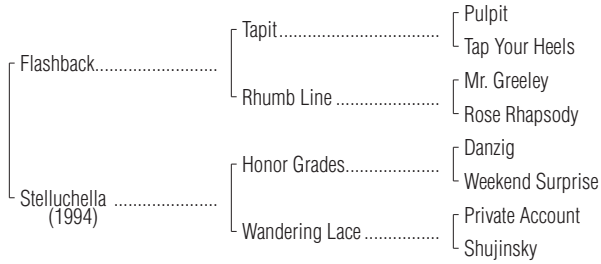 Pulpit
Tapit
Tap Your Heels
Flashback
Mr. Greeley
Rhumb Line
Rose Rhapsody
Danzig
Honor Grades
Weekend Surprise
Stelluchella
(1994)
Private Account
Wandering Lace
Shujinsky